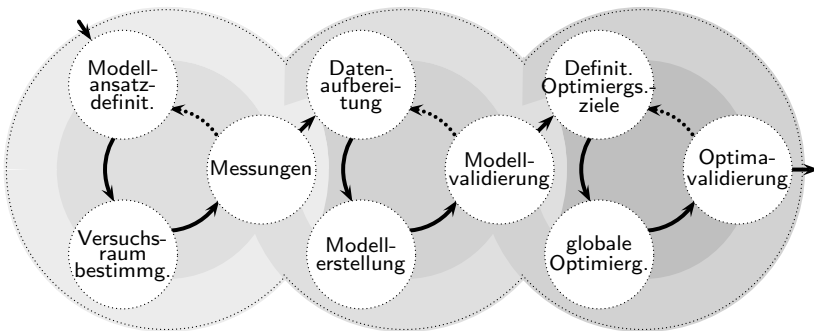 Modell-
ansatz-
definit.
Versuchs-
raum
bestimmg.
Messungen
Daten-
aufberei-
tung
Modell-
erstellung
Modell-
validierung
Definit.
Optimiergs.-
ziele
globale
Optimierg.
Optima-
validierung